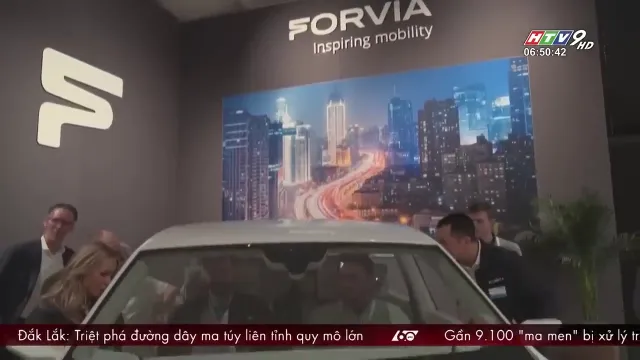 FORVIA
Inspiring mobility
HTV9 HD
06:50:42
Đắk Lắk: Triệt phá đường dây ma túy liên tỉnh quy mô lớn
Gần 9.100 "ma men" bị xử lý tr